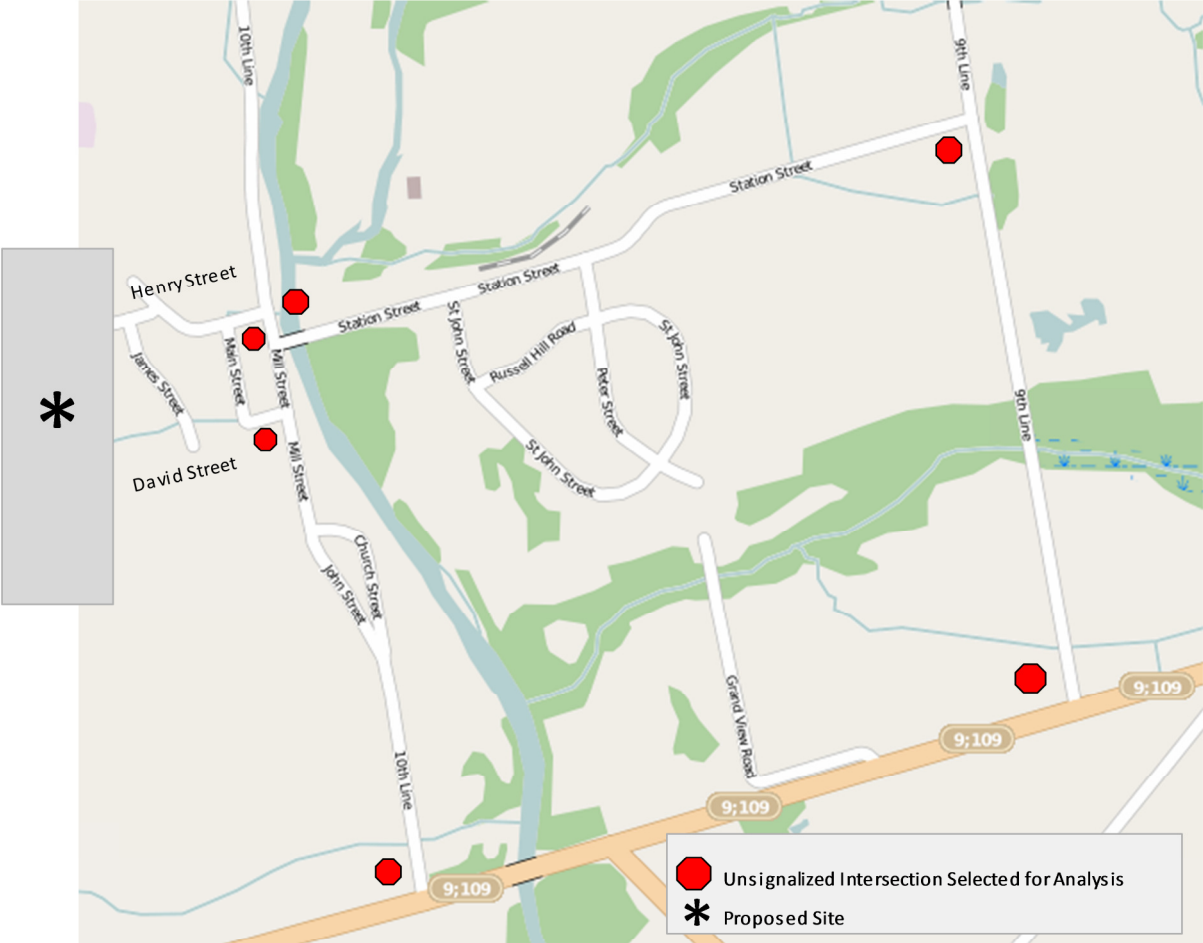 10th Line
9th Line
Station Street
Henry Street
Station Street
Station Street
St John Street
Russell Hill Road
St John Street
James Street
Main Street
Mill Street
Peter Street
9th Line
*
David Street
Mill Street
St John Street
Church Street
John Street
Grand View Road
9;109
9;109
10th Line
9;109
9;109
Unsignalized Intersection Selected for Analysis
* Proposed Site